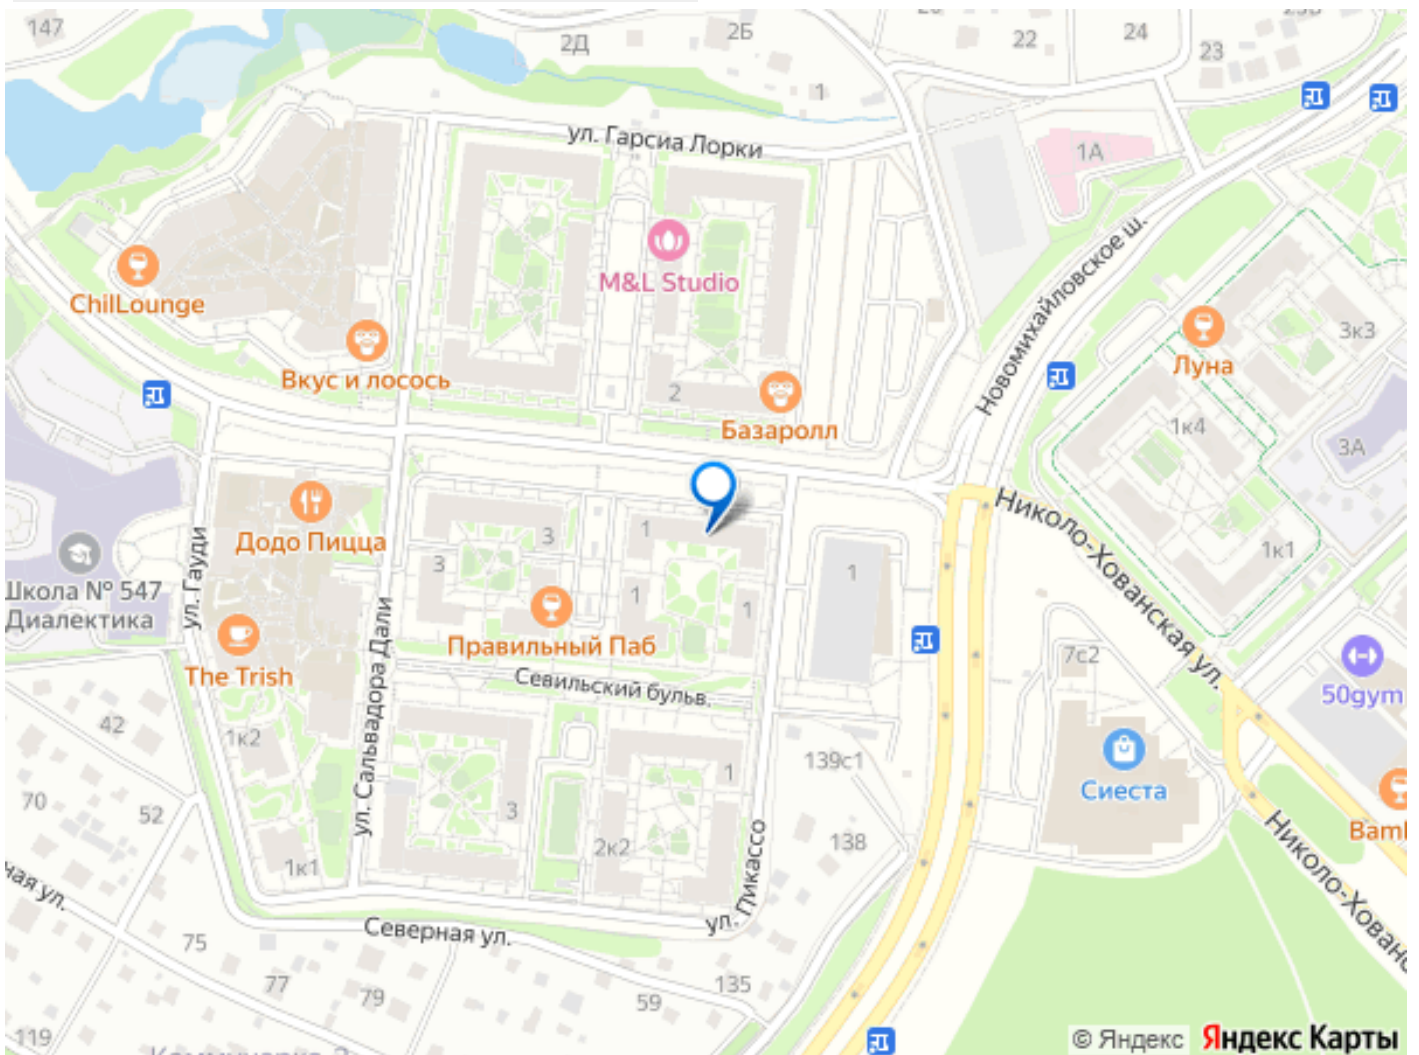 147
2Д
2Б
22
24
23
1
ул. Гарсиа Лорки
1А
M&L Studio
ChilLounge
Новомихайловское ш.
3к3
Луна
Вкус и лосось
2
Базаролл
1к4
3А
Додо Пицца
3
1
Николо-Хованская ул.
1к1
ул. Гауди
3
1
Школа № 547
Диалектика
1
1
Правильный Паб
The Trish
ул. Сальвадора Дали
Севильский бульв.
7с2
50gym
42
1к2
139с1
1
Сиеста
70
52
3
138
2к2
1к1
ул. Пикассо
Николо-Хованс
Baml
ная ул.
Северная ул.
75
77
79
59
135
119
© Яндекс Яндекс Карты